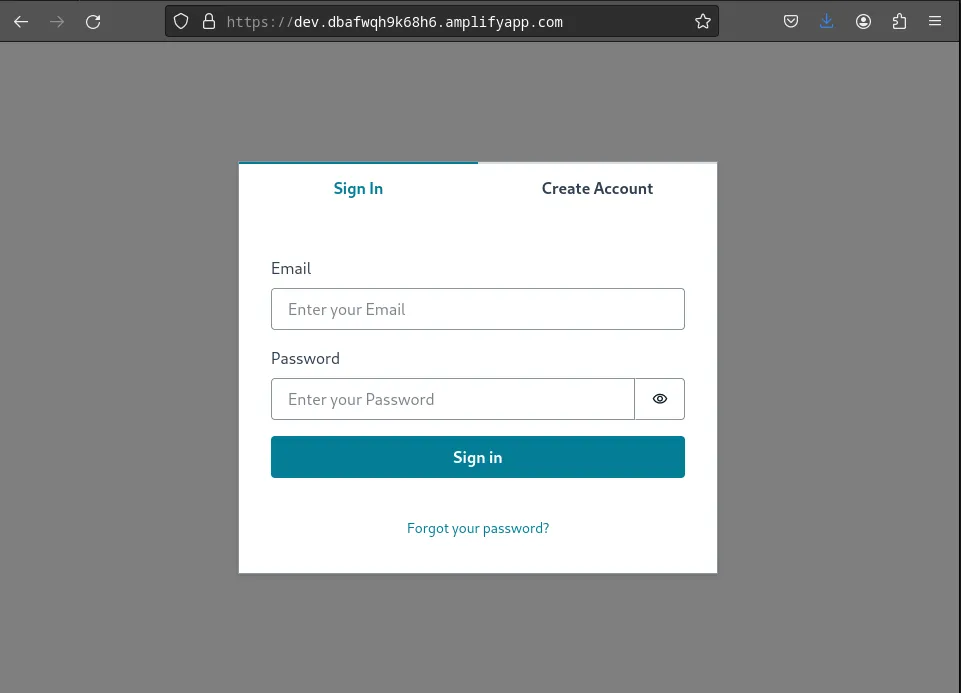 https://dev.dbafwqh9k68h6.amplifyapp.com
Sign In
Create Account
Email
Enter your Email
Password
Enter your Password
Sign in
Forgot your password?